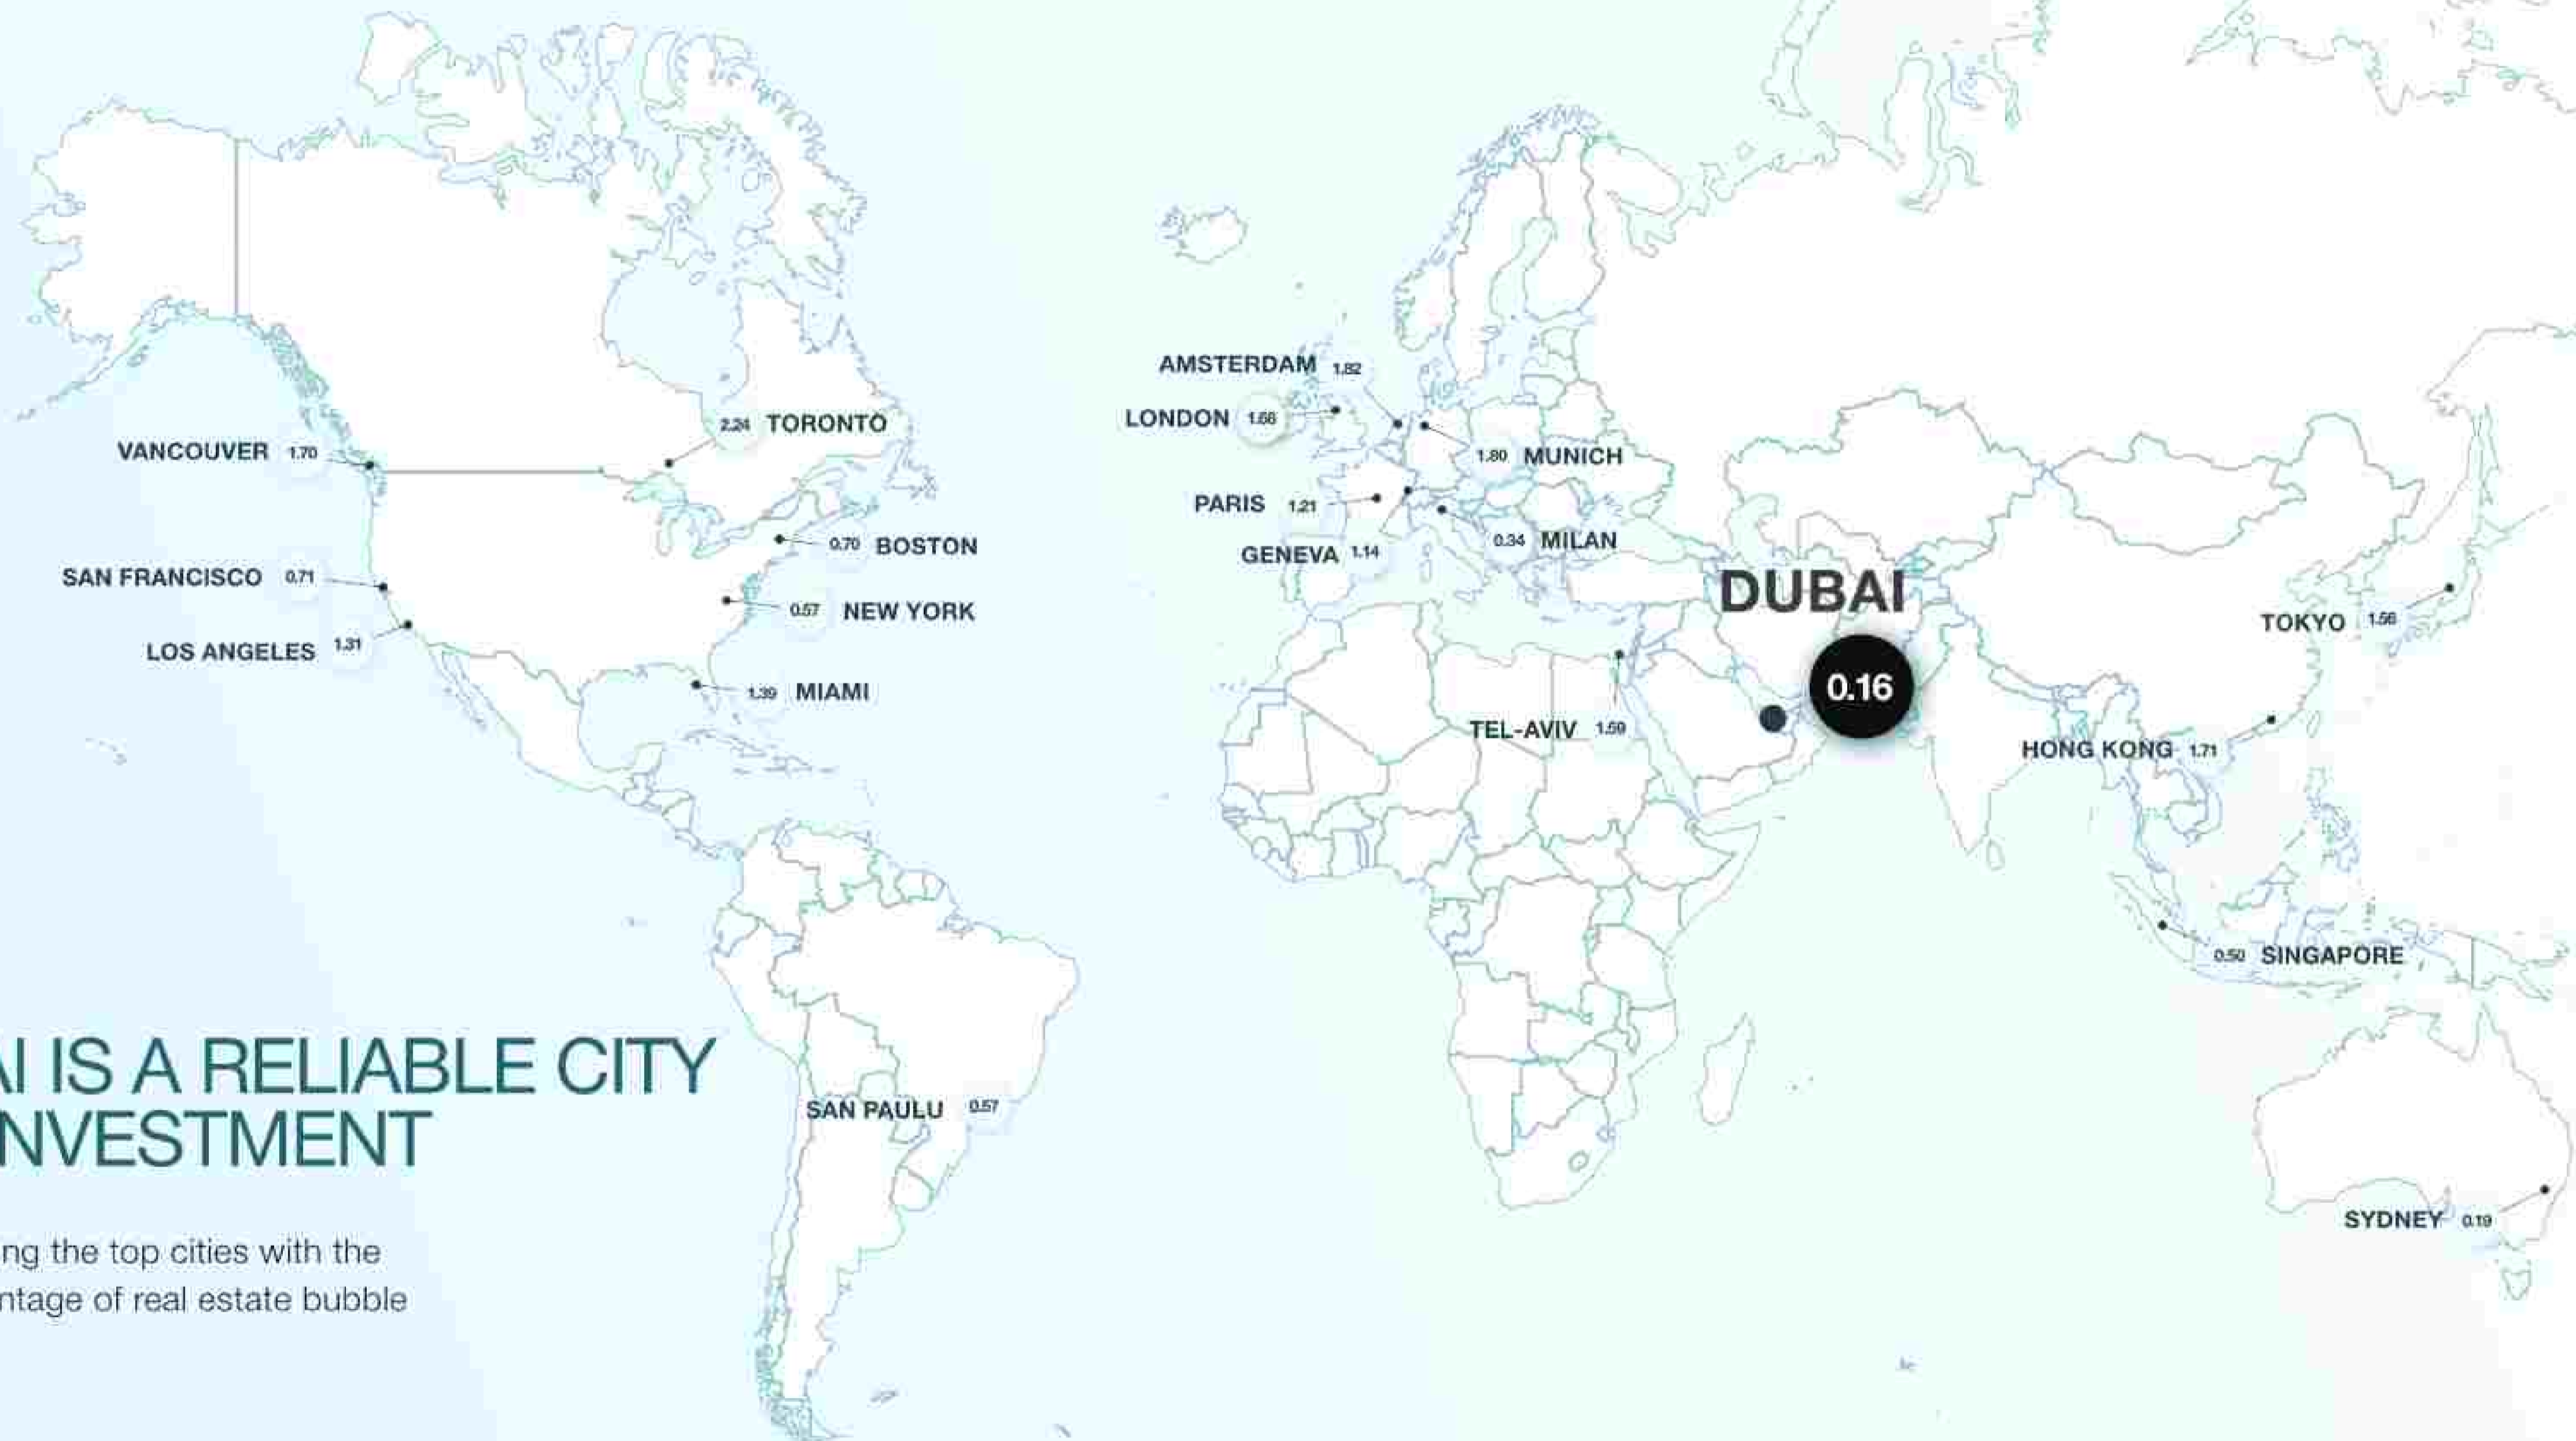 AMSTERDAM 1.82
2.24 TORONTO
LONDON 1.66
VANCOUVER 1.70
1.80 MUNICH
PARIS 1.21
0.70 BOSTON
0.34 MILAN
GENEVA 1.14
SAN FRANCISCO 0.71
DUBAI
0.57 NEW YORK
TOKYO 1.56
LOS ANGELES 1.31
0.16
1.39 MIAMI
TEL-AVIV 1.59
HONG KONG 1.71
0.50 SINGAPORE
AI IS A RELIABLE CITY
NVESTMENT
SAN PAULU 0.57
SYDNEY 0.19
ng the top cities with the
ntage of real estate bubble